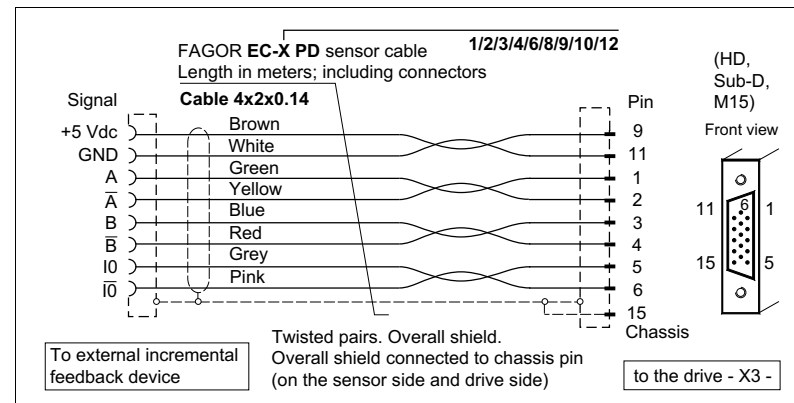 FAGOR EC-X PD sensor cable
1/2/3/4/6/8/9/10/12
Length in meters; including connectors
Cable 4x2x0.14
Signal
Pin
(HD,
Sub-D,
M15)
Front view
+5 Vdc Brown 9
GND White 11
A Green 1
A̅ Yellow 2
B Blue 3
B̅ Red 4
I0 Grey 5
I̅0̅ Pink 6
15
Chassis
11 6 1
15 5
Twisted pairs. Overall shield.
Overall shield connected to chassis pin
(on the sensor side and drive side)
To external incremental
feedback device
to the drive - X3 -